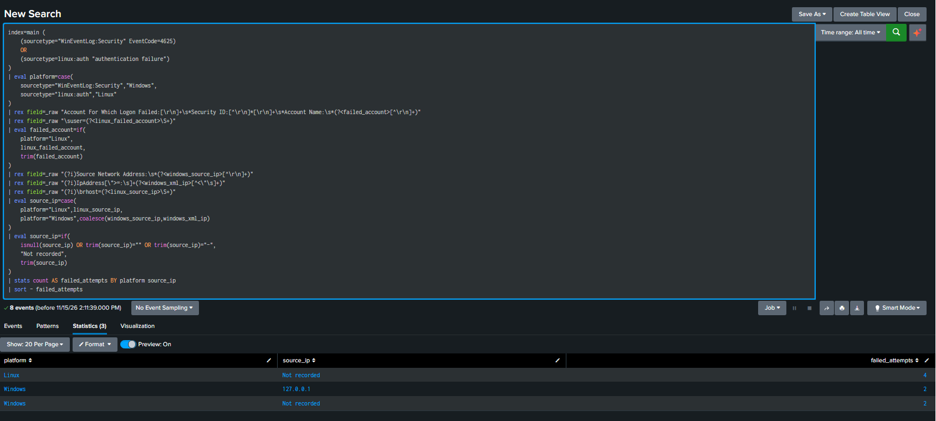 New Search
Save As
Create Table View
Close
index=main (
(sourcetype="WinEventLog:Security" EventCode=4625)
OR
(sourcetype=linux:auth "authentication failure")
)
| eval platform=case(
sourcetype="WinEventLog:Security","Windows",
sourcetype="linux:auth","Linux"
)
| rex field=_raw "Account For Which Logon Failed:[\r\n]+\s*Security ID:[^\r\n]*[\r\n]+\s*Account Name:\s*(?<failed_account>[^\r\n]+)"
| rex field=_raw "\suser=(?<linux_failed_account>\S+)"
| eval failed_account=if(
platform="Linux",
linux_failed_account,
trim(failed_account)
)
| rex field=_raw "(?i)Source Network Address:\s*(?<windows_source_ip>[^\r\n]+)"
| rex field=_raw "(?i)IpAddress[\">=:\s]+(?<windows_xml_ip>[^<\"\s]+)"
| rex field=_raw "(?i)\brhost=(?<linux_source_ip>\S+)"
| eval source_ip=case(
platform="Linux",linux_source_ip,
platform="Windows",coalesce(windows_source_ip,windows_xml_ip)
)
| eval source_ip=if(
isnull(source_ip) OR trim(source_ip)="" OR trim(source_ip)="-",
"Not recorded",
trim(source_ip)
)
| stats count AS failed_attempts BY platform source_ip
| sort - failed_attempts
Time range: All time
8 events (before 11/15/26 2:11:39.000 PM)
No Event Sampling
Job
Smart Mode
Events
Patterns
Statistics (3)
Visualization
Show: 20 Per Page
Format
Preview: On
platform
source_ip
failed_attempts
Linux
Not recorded
4
Windows
127.0.0.1
2
Windows
Not recorded
2